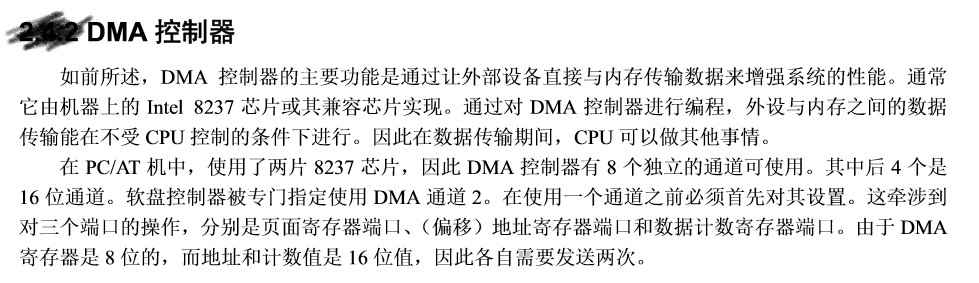 DMA 控制器
如前所述，DMA 控制器的主要功能是通过让外部设备直接与内存传输数据来增强系统的性能。通常
它由机器上的 Intel 8237 芯片或其兼容芯片实现。通过对 DMA 控制器进行编程，外设与内存之间的数据
传输能在不受 CPU 控制的条件下进行。因此在数据传输期间，CPU 可以做其他事情。
在 PC/AT 机中，使用了两片 8237 芯片，因此 DMA 控制器有 8 个独立的通道可使用。其中后 4 个是
16 位通道。软盘控制器被专门指定使用 DMA 通道 2。在使用一个通道之前必须首先对其设置。这牵涉到
对三个端口的操作，分别是页面寄存器端口、（偏移）地址寄存器端口和数据计数寄存器端口。由于 DMA
寄存器是 8 位的，而地址和计数值是 16 位值，因此各自需要发送两次。